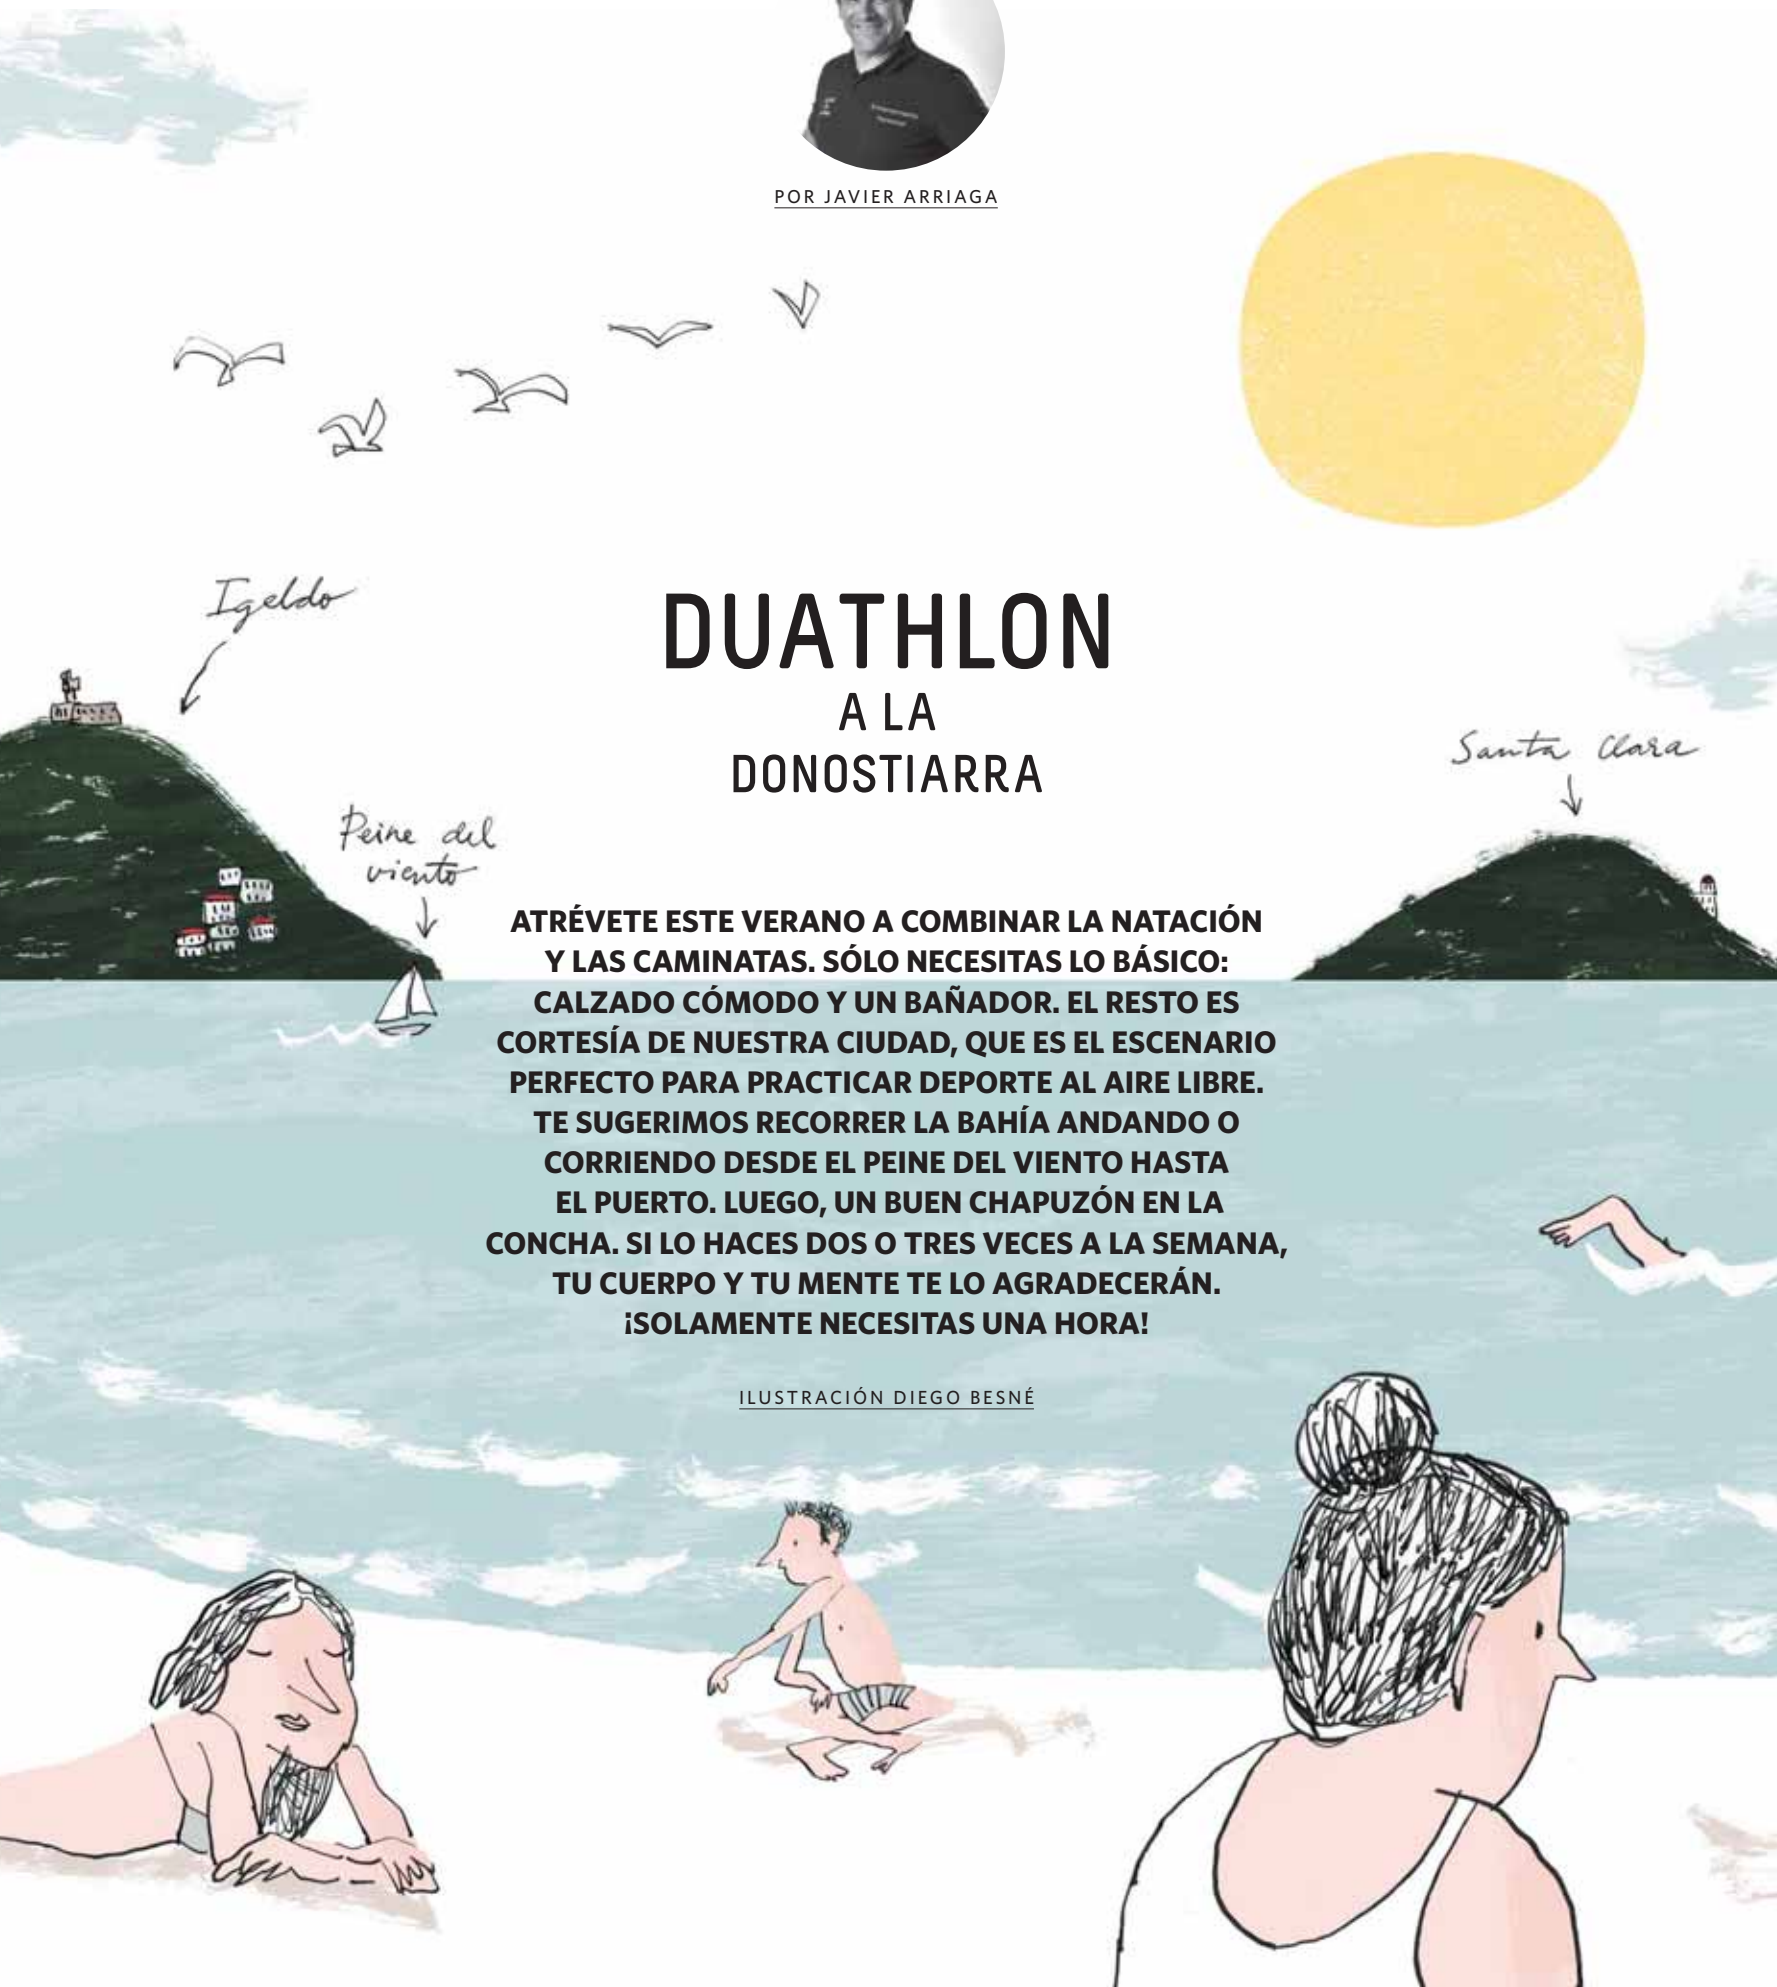 POR JAVIER ARRIAGA
Igeldo
DUATHLON
A LA
DONOSTIARRA
Santa Clara
Peine del
viento
ATRÉVETE ESTE VERANO A COMBINAR LA NATACIÓN
Y LAS CAMINATAS. SÓLO NECESITAS LO BÁSICO:
CALZADO CÓMODO Y UN BAÑADOR. EL RESTO ES
CORTESÍA DE NUESTRA CIUDAD, QUE ES EL ESCENARIO
PERFECTO PARA PRACTICAR DEPORTE AL AIRE LIBRE.
TE SUGERIMOS RECORRER LA BAHÍA ANDANDO O
CORRIENDO DESDE EL PEINE DEL VIENTO HASTA
EL PUERTO. LUEGO, UN BUEN CHAPUZÓN EN LA
CONCHA. SI LO HACES DOS O TRES VECES A LA SEMANA,
TU CUERPO Y TU MENTE TE LO AGRADECERÁN.
¡SOLAMENTE NECESITAS UNA HORA!
ILUSTRACIÓN DIEGO BESNÉ